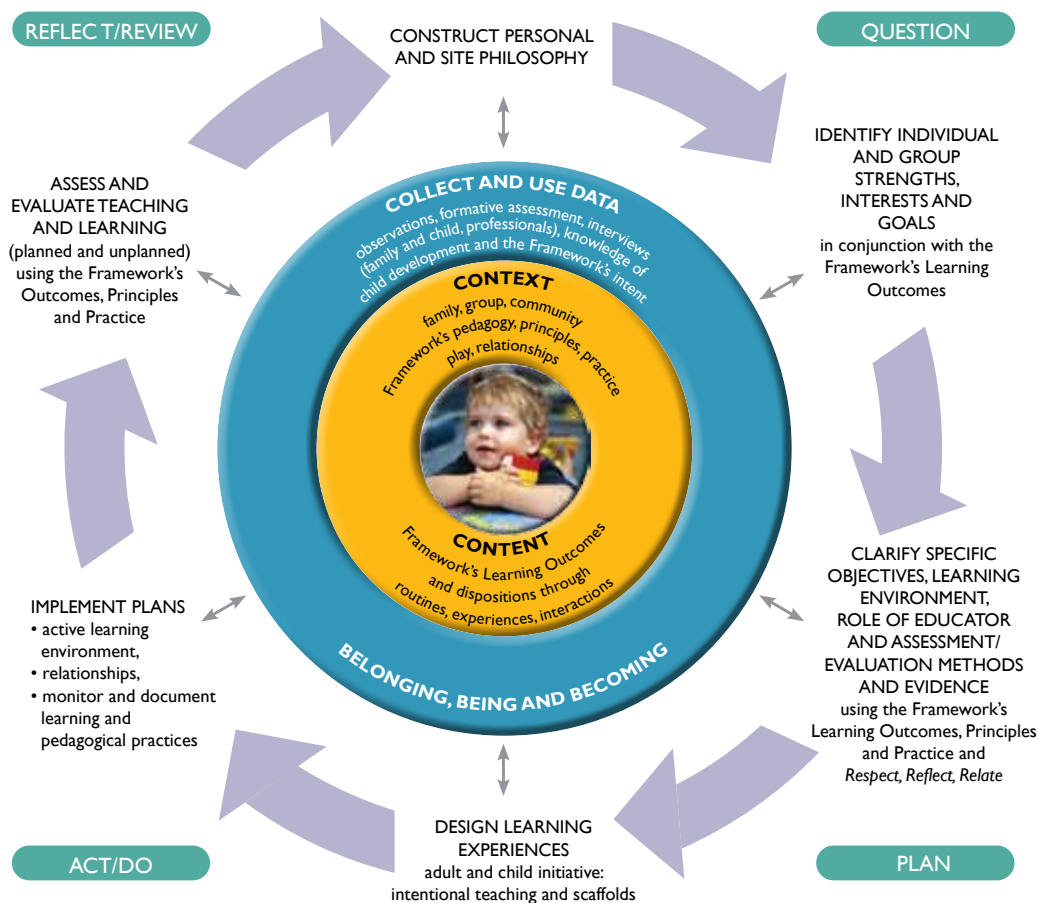 REFLECT/REVIEW
CONSTRUCT PERSONAL
AND SITE PHILOSOPHY
QUESTION
IDENTIFY INDIVIDUAL
AND GROUP
STRENGTHS,
INTERESTS AND
GOALS
in conjunction with the
Framework's Learning
Outcomes
CLARIFY SPECIFIC
OBJECTIVES, LEARNING
ENVIRONMENT,
ROLE OF EDUCATOR
AND ASSESSMENT/
EVALUATION METHODS
AND EVIDENCE
using the Framework's
Learning Outcomes, Principles
and Practice and
Respect, Reflect, Relate
PLAN
DESIGN LEARNING
EXPERIENCES
adult and child initiative:
intentional teaching and scaffolds
ACT/DO
IMPLEMENT PLANS
• active learning
environment,
• relationships,
• monitor and document
learning and
pedagogical practices
ASSESS AND
EVALUATE TEACHING
AND LEARNING
(planned and unplanned)
using the Framework's
Outcomes, Principles
and Practice
COLLECT AND USE DATA
observations, formative assessment, interviews
(family and child, professionals), knowledge of
child development and the Framework's intent
CONTEXT
family, group, community
Framework's pedagogy, principles, practice
play, relationships
CONTENT
Framework's Learning Outcomes
and dispositions through
routines, experiences, interactions
BELONGING, BEING AND BECOMING